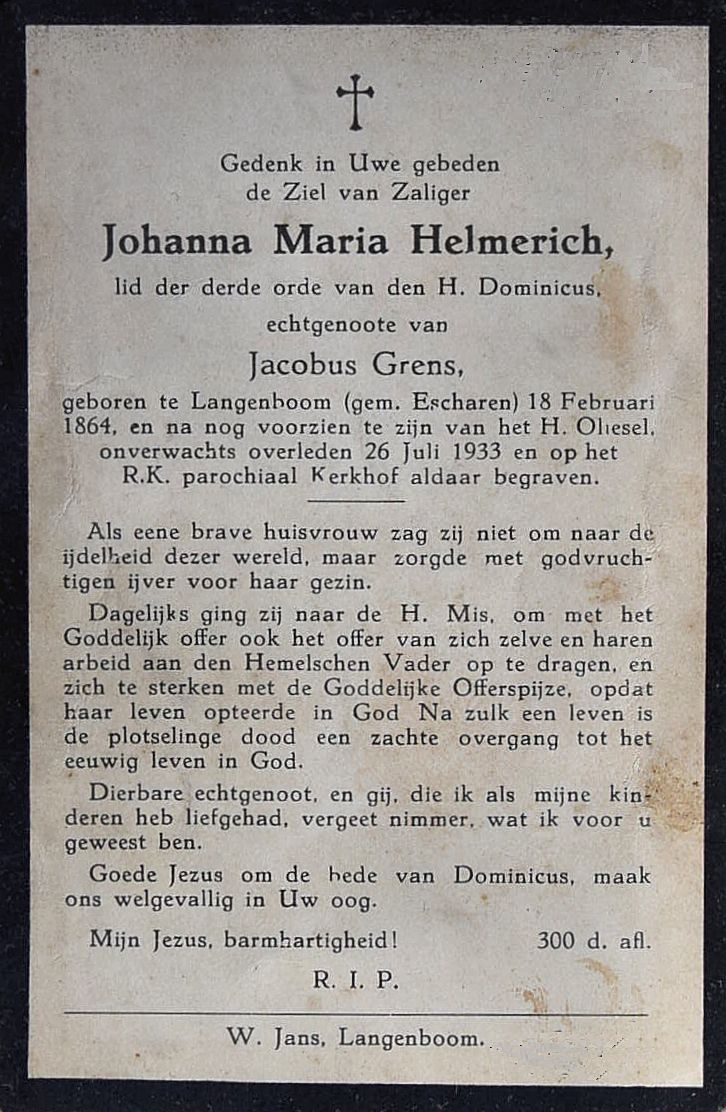 Gedenk in Uwe gebeden
de Ziel van Zaliger
Johanna Maria Helmerich,
lid der derde orde van den H. Dominicus,
echtgenoote van
Jacobus Grens,
geboren te Langenboom (gem. Escharen) 18 Februari
1864, en na nog voorzien te zijn van het H. Oliesel,
onverwachts overleden 26 Juli 1933 en op het
R.K. parochiaal Kerkhof aldaar begraven.
Als eene brave huisvrouw zag zij niet om naar de
ijdelheid dezer wereld, maar zorgde met godvruch-
tigen ijver voor haar gezin.
Dagelijks ging zij naar de H. Mis, om met het
Goddelijk offer ook het offer van zich zelve en haren
arbeid aan den Hemelschen Vader op te dragen, en
zich te sterken met de Goddelijke Offerspijze, opdat
haar leven opteerde in God Na zulk een leven is
de plotselinge dood een zachte overgang tot het
eeuwig leven in God.
Dierbare echtgenoot, en gij, die ik als mijne kin-
deren heb liefgehad, vergeet nimmer, wat ik voor u
geweest ben.
Goede Jezus om de bede van Dominicus, maak
ons welgevallig in Uw oog.
Mijn Jezus, barmhartigheid! 300 d. afl.
R. I. P.
W. Jans, Langenboom.